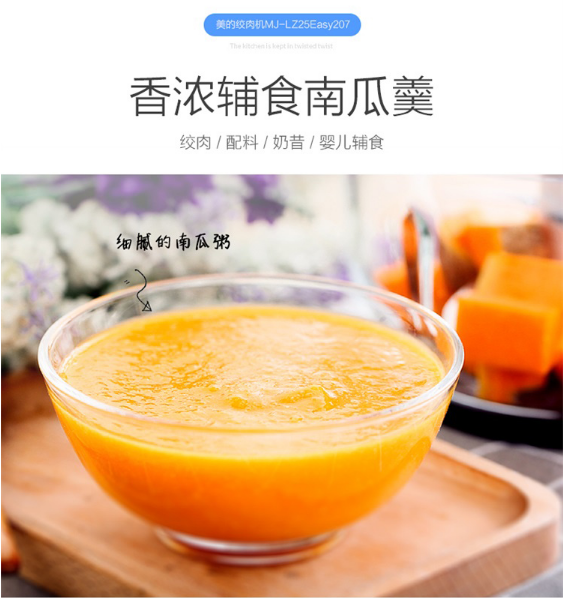 美的绞肉机MJ-LZ25Easy207
The kitchen is kept in twisted twist
香浓辅食南瓜羹
绞肉 / 配料 / 奶昔 / 婴儿辅食
细腻的南瓜粥